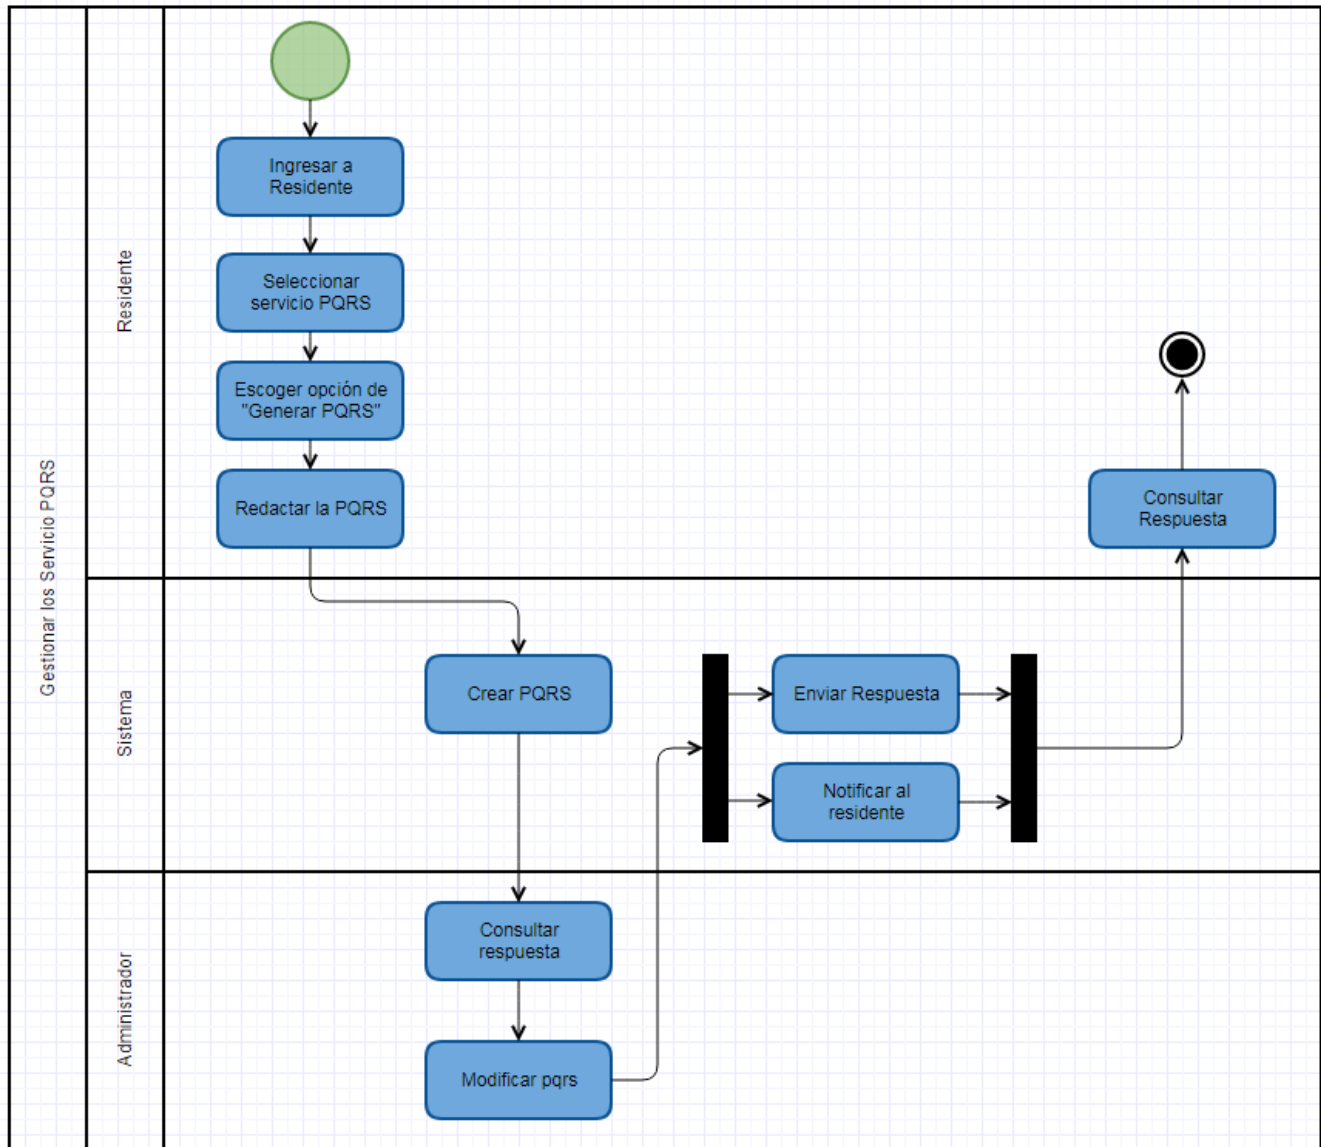 Gestionar los Servicio PQRS
Residente
Ingresar a
Residente
Seleccionar
servicio PQRS
Escoger opción de
"Generar PQRS"
Redactar la PQRS
Consultar
Respuesta
Sistema
Crear PQRS
Enviar Respuesta
Notificar al
residente
Administrador
Consultar
respuesta
Modificar pqrs